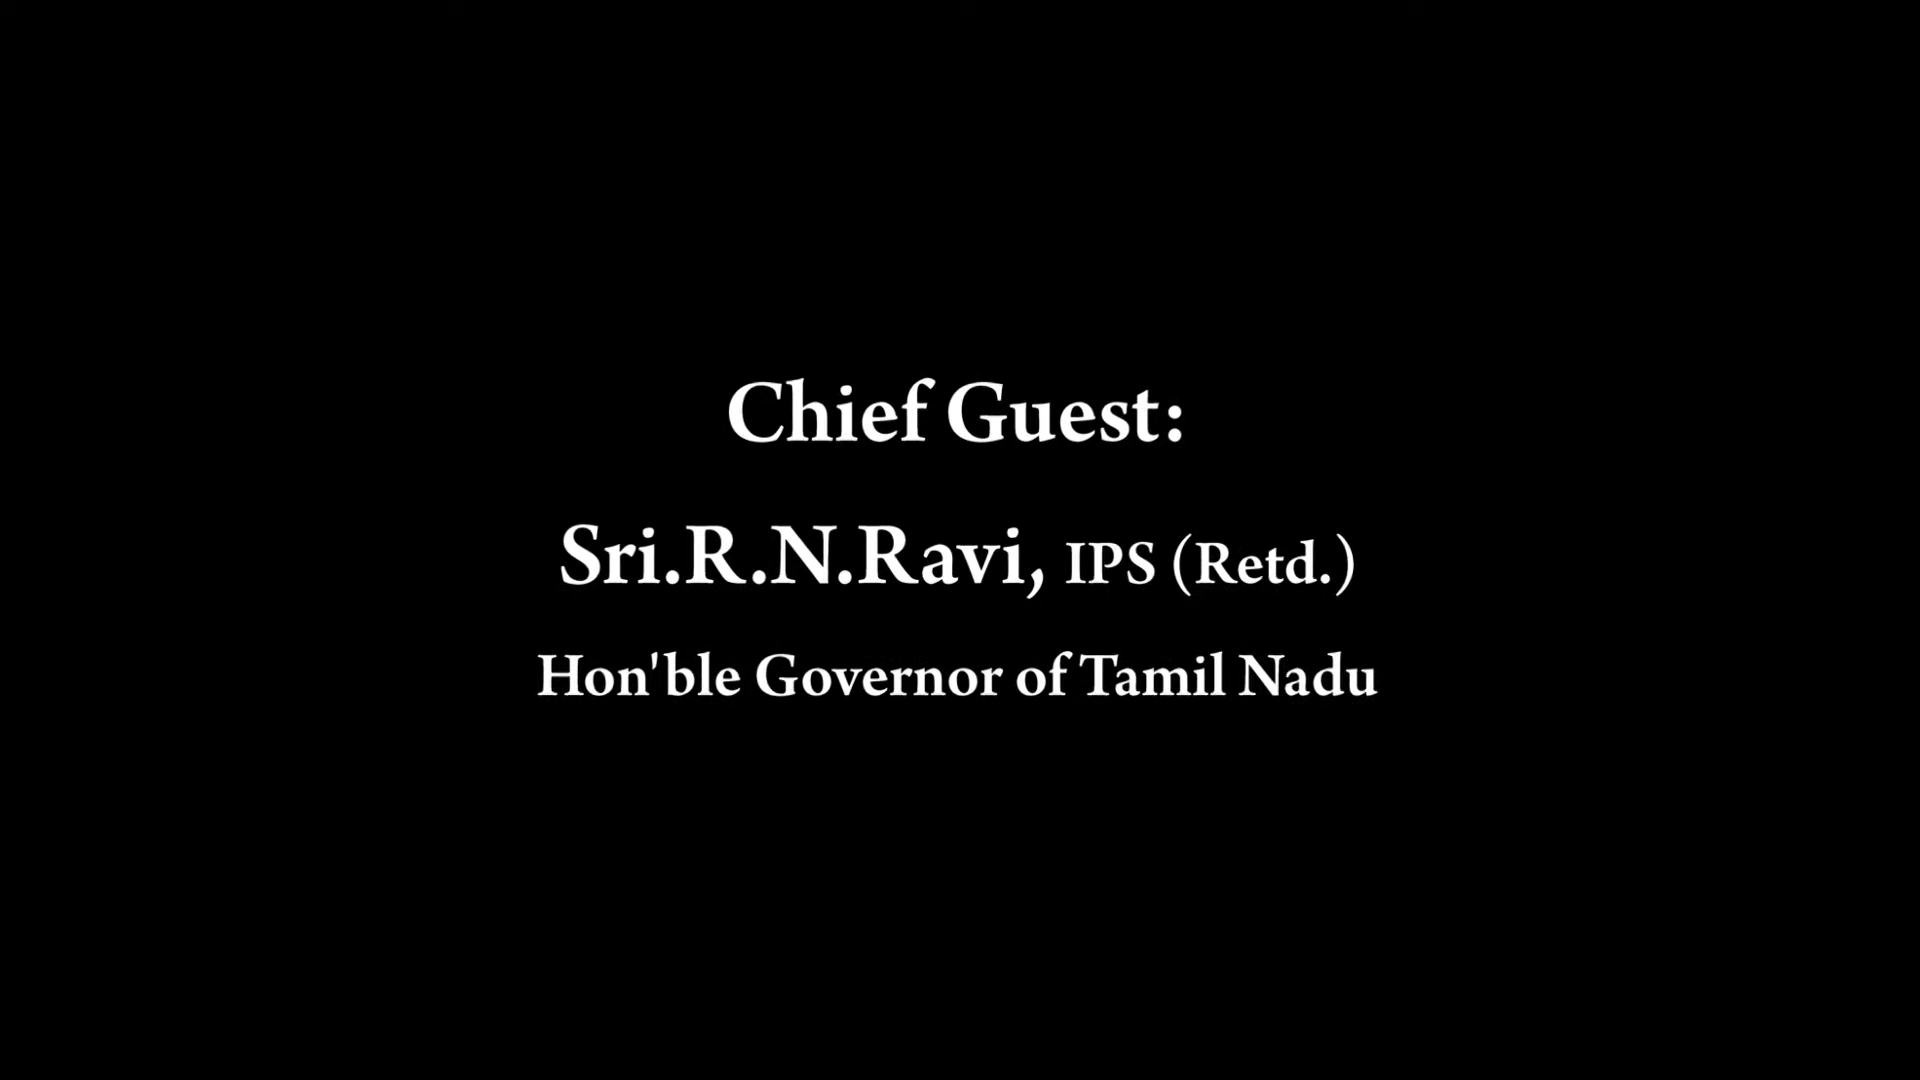 Chief Guest:
Sri.R.N.Ravi, IPS (Retd.)
Hon'ble Governor of Tamil Nadu